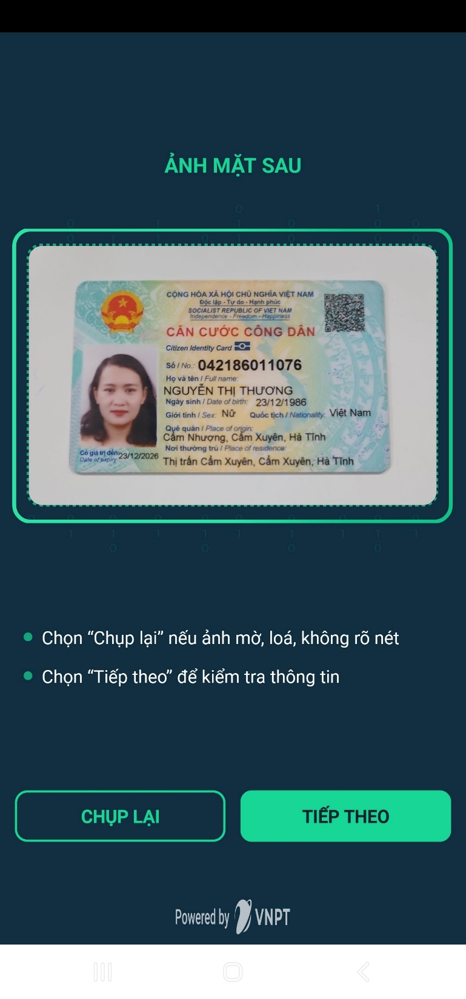 ẢNH MẶT SAU
CỘNG HÒA XÃ HỘI CHỦ NGHĨA VIỆT NAM
Độc lập - Tự do - Hạnh phúc
SOCIALIST REPUBLIC OF VIET NAM
Independence - Freedom - Happiness
CĂN CƯỚC CÔNG DÂN
Citizen Identity Card
Số / No.: 042186011076
Họ và tên / Full name:
NGUYỄN THỊ THƯƠNG
Ngày sinh / Date of birth: 23/12/1986
Giới tính / Sex: Nữ Quốc tịch / Nationality: Việt Nam
Quê quán / Place of origin:
Cẩm Nhượng, Cẩm Xuyên, Hà Tĩnh
Nơi thường trú / Place of residence:
Thị trấn Cẩm Xuyên, Cẩm Xuyên, Hà Tĩnh
Có giá trị đến: 23/12/2026
Date of expiry
Chọn “Chụp lại” nếu ảnh mờ, loá, không rõ nét
Chọn “Tiếp theo” để kiểm tra thông tin
CHỤP LẠI
TIẾP THEO
Powered by VNPT